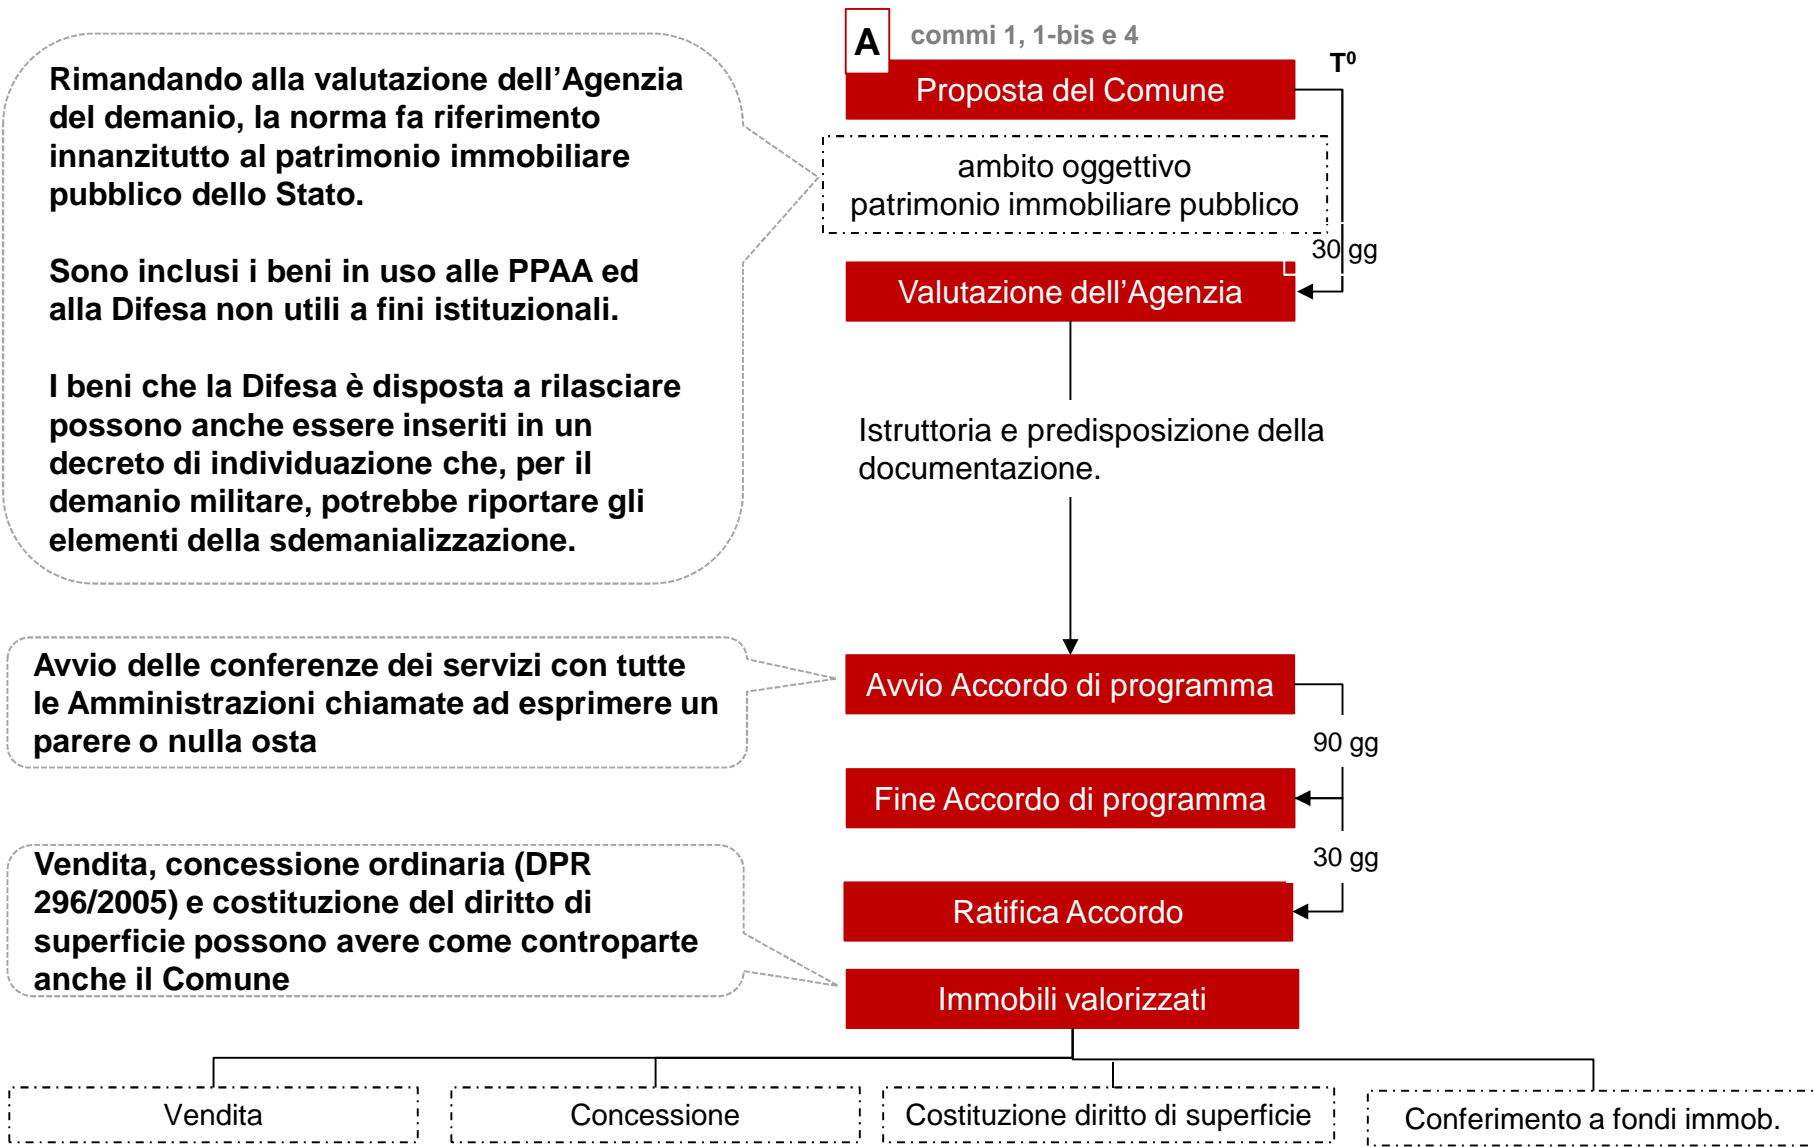 A
commi 1, 1-bis e 4
T⁰
Proposta del Comune
Rimandando alla valutazione dell'Agenzia
del demanio, la norma fa riferimento
innanzitutto al patrimonio immobiliare
pubblico dello Stato.
Sono inclusi i beni in uso alle PPAA ed
alla Difesa non utili a fini istituzionali.
I beni che la Difesa è disposta a rilasciare
possono anche essere inseriti in un
decreto di individuazione che, per il
demanio militare, potrebbe riportare gli
elementi della sdemanializzazione.
ambito oggettivo
patrimonio immobiliare pubblico
30 gg
Valutazione dell'Agenzia
Istruttoria e predisposizione della
documentazione.
Avvio delle conferenze dei servizi con tutte
le Amministrazioni chiamate ad esprimere un
parere o nulla osta
Avvio Accordo di programma
90 gg
Fine Accordo di programma
30 gg
Ratifica Accordo
Vendita, concessione ordinaria (DPR
296/2005) e costituzione del diritto di
superficie possono avere come controparte
anche il Comune
Immobili valorizzati
Vendita
Concessione
Costituzione diritto di superficie
Conferimento a fondi immob.